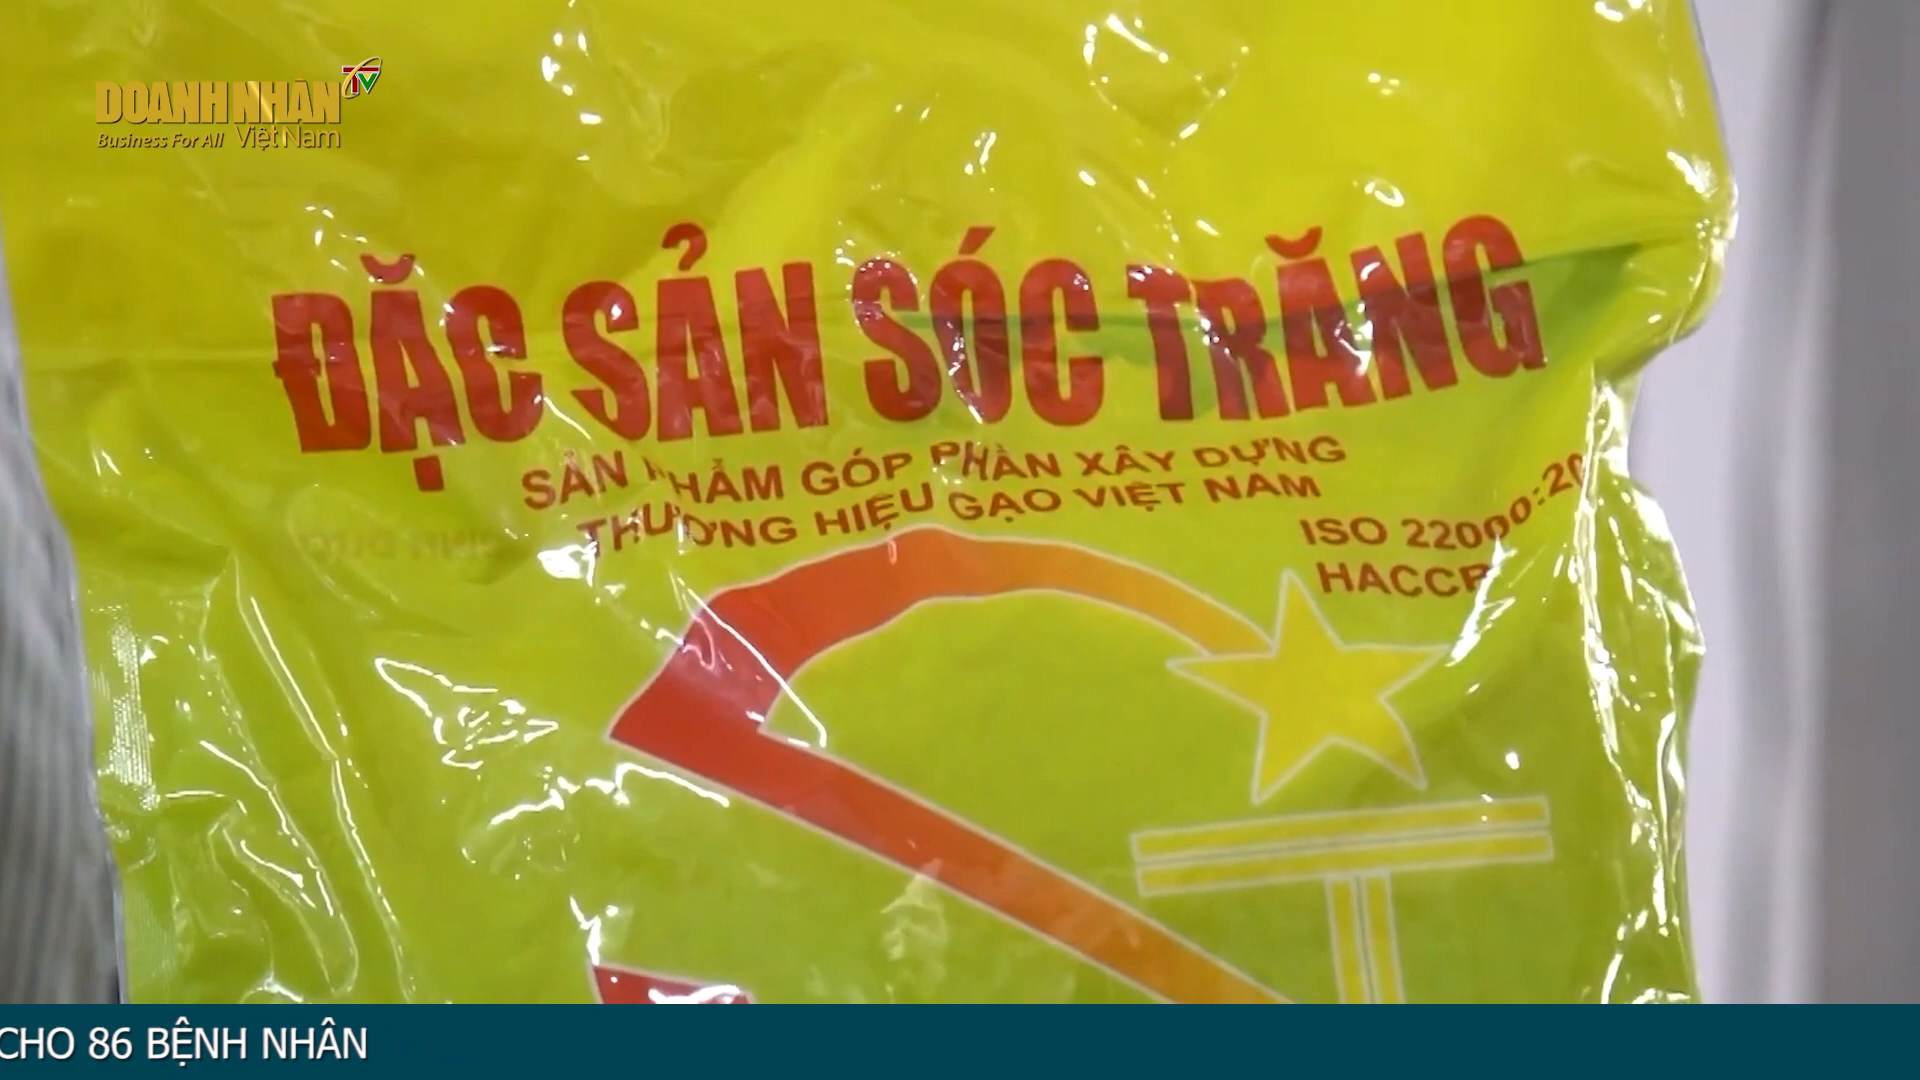 DOANH NHÂN TV
Business For All Việt Nam
ĐẶC SẢN SÓC TRĂNG
SẢN PHẨM GÓP PHẦN XÂY DỰNG
THƯƠNG HIỆU GẠO VIỆT NAM
ISO 22000:20
HACCP
CHO 86 BỆNH NHÂN